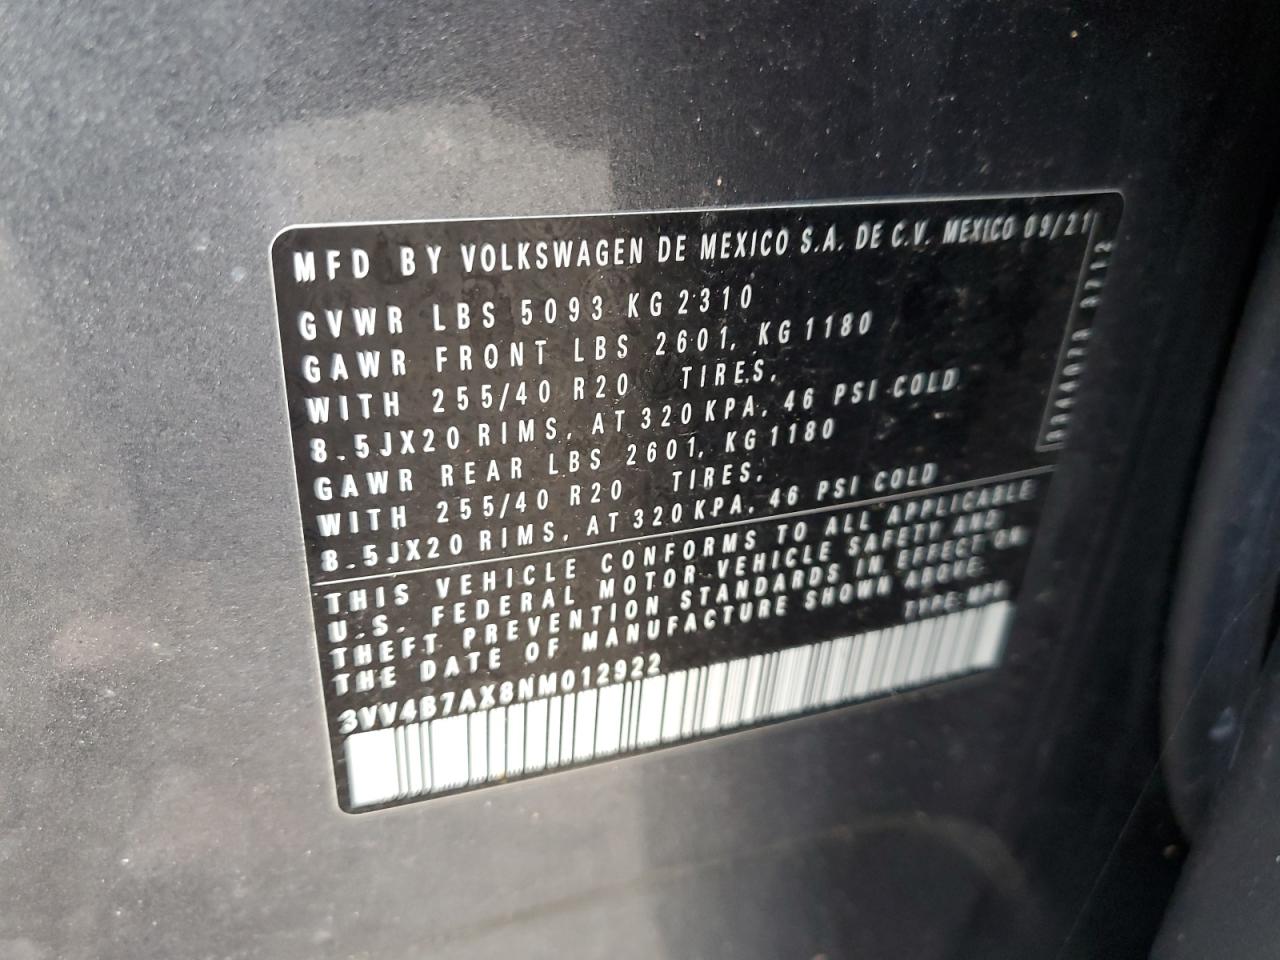 MFD BY VOLKSWAGEN DE MEXICO S.A. DE C.V. MEXICO 09/21
GVWR LBS 5093 KG 2310
GAWR FRONT LBS 2601, KG 1180
WITH 255/40 R20 TIRES,
8.5JX20 RIMS, AT 320 KPA, 46 PSI COLD
GAWR REAR LBS 2601, KG 1180
WITH 255/40 R20 TIRES,
8.5JX20 RIMS, AT 320 KPA, 46 PSI COLD
THIS VEHICLE CONFORMS TO ALL APPLICABLE
U.S. FEDERAL MOTOR VEHICLE SAFETY AND
THEFT PREVENTION STANDARDS IN EFFECT ON
THE DATE OF MANUFACTURE SHOWN ABOVE.
TYPE:MPV
3VV4B7AX8NM012922